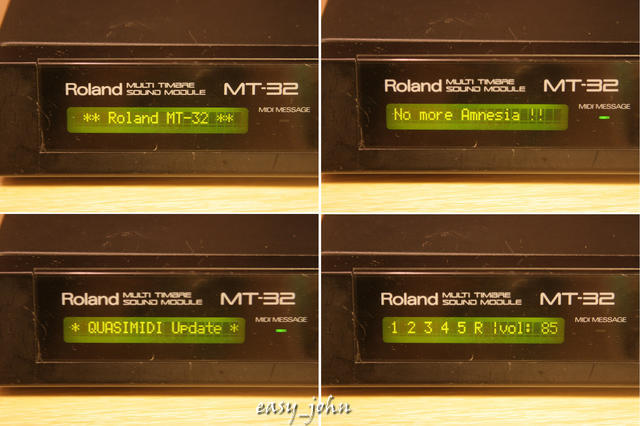 Roland MULTI TIMBRE SOUND MODULE MT-32
MIDI MESSAGE
** Roland MT-32 **
Roland MULTI TIMBRE SOUND MODULE MT-32
MIDI MESSAGE
No more Amnesia !!
Roland MULTI TIMBRE SOUND MODULE MT-32
MIDI MESSAGE
* QUASIMIDI Update *
Roland MULTI TIMBRE SOUND MODULE MT-32
MIDI MESSAGE
1 2 3 4 5 R |vol: 85
easy_john